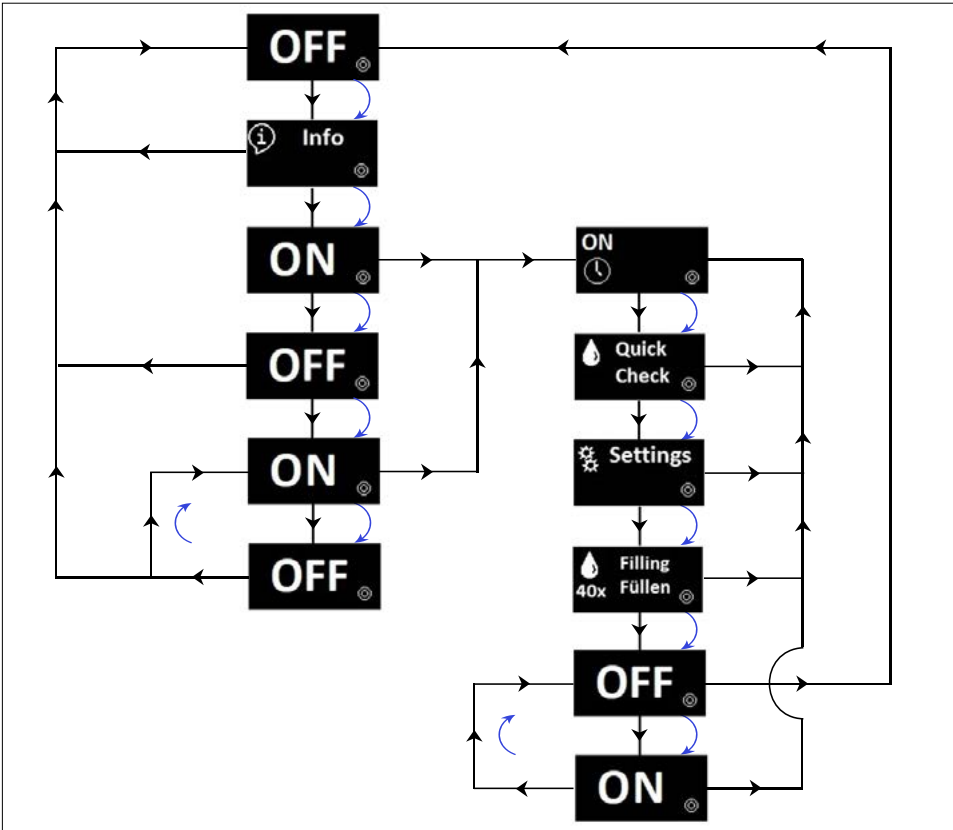 OFF
Info
ON
OFF
ON
OFF
ON
Quick
Check
Settings
Filling
40x Füllen
OFF
ON